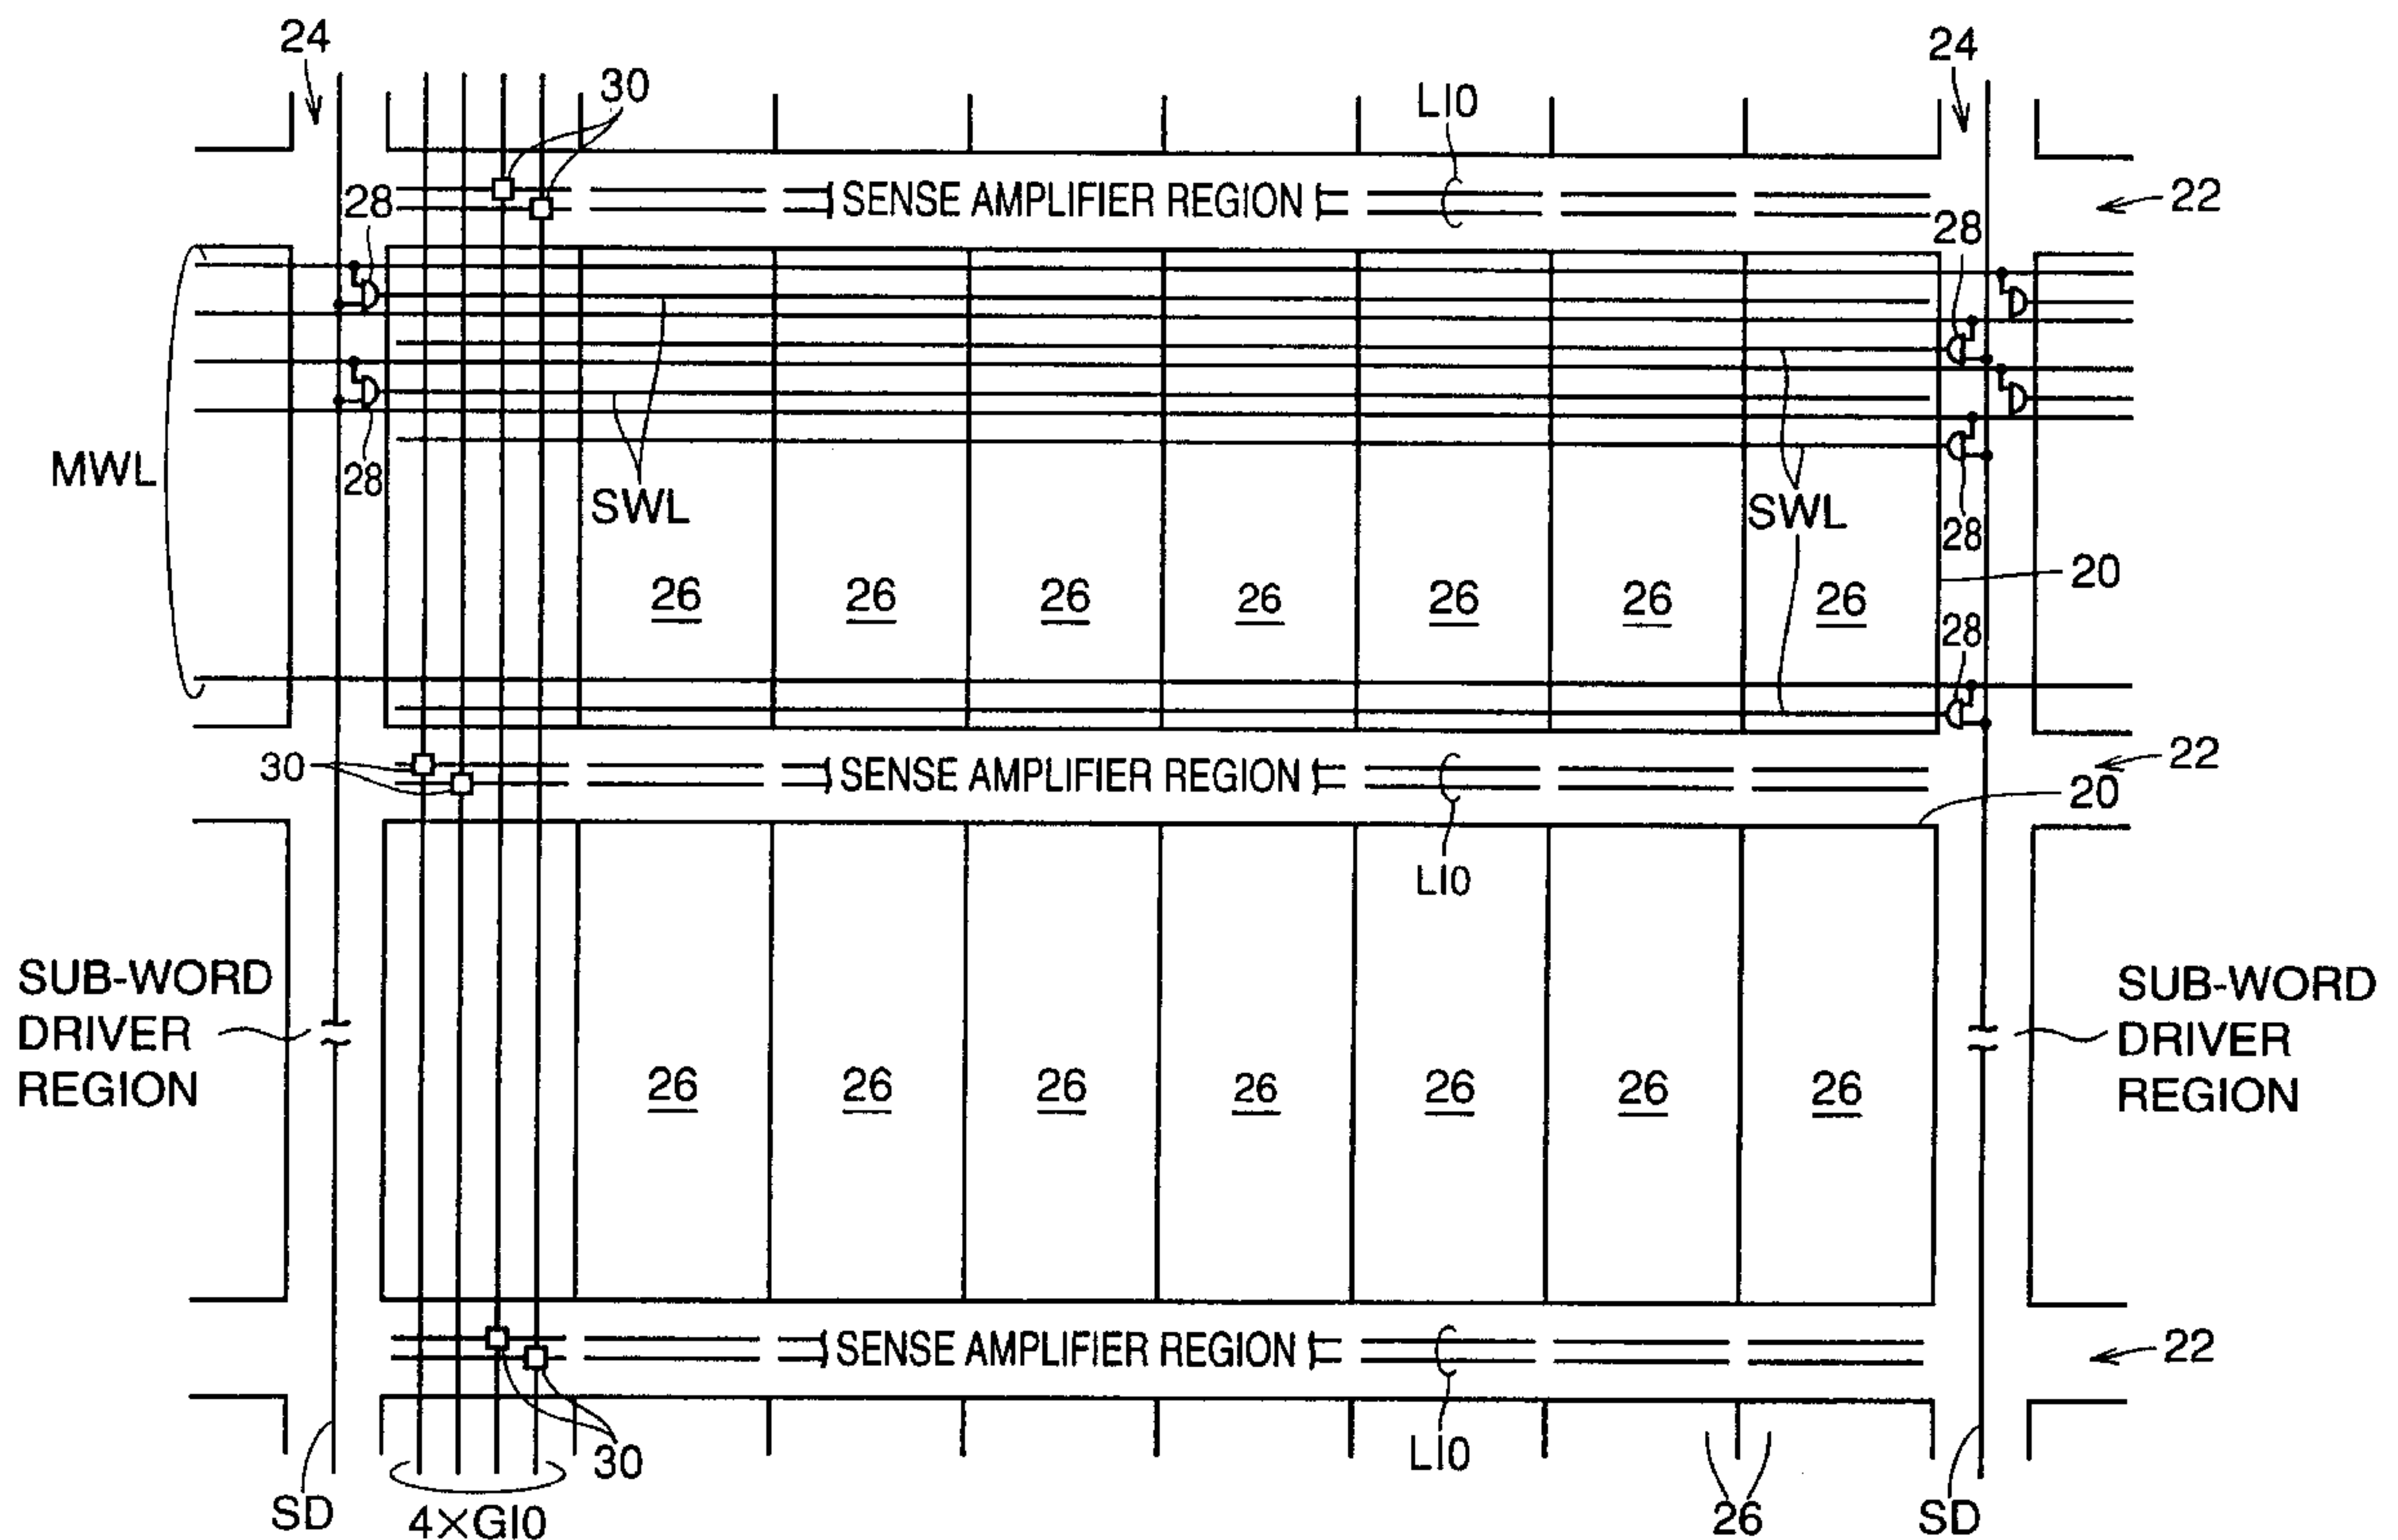 24
24
30
LIO
28
SENSE AMPLIFIER REGION
22
28
28
MWL
28
SWL
SWL
28
26 26 26 26 26 26 26
20
28
30
SENSE AMPLIFIER REGION
22
20
LIO
SUB-WORD
DRIVER
REGION
SUB-WORD
DRIVER
REGION
26 26 26 26 26 26 26
SENSE AMPLIFIER REGION
22
30
LIO
SD
4×GIO
26
SD